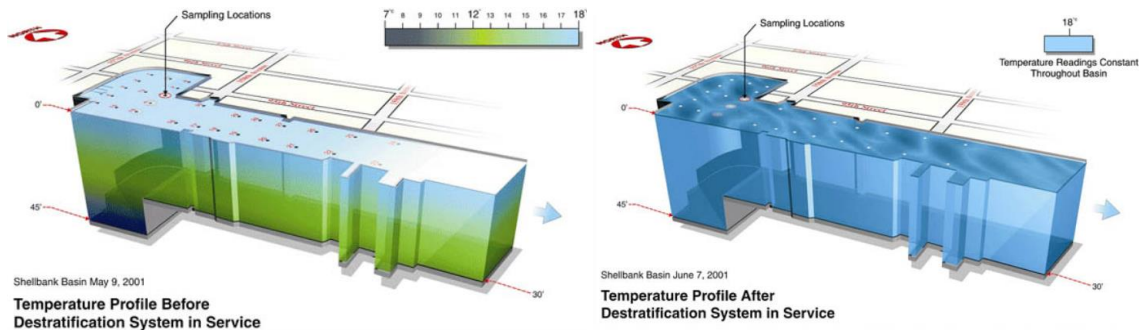 Sampling Locations
7°c 8 9 10 11 12° 13 14 15 16 17 18°
0'
45'
30'
Shellbank Basin May 9, 2001
Temperature Profile Before
Destratification System in Service
Sampling Locations
18°c
Temperature Readings Constant
Throughout Basin
0'
45'
30'
Shellbank Basin June 7, 2001
Temperature Profile After
Destratification System in Service